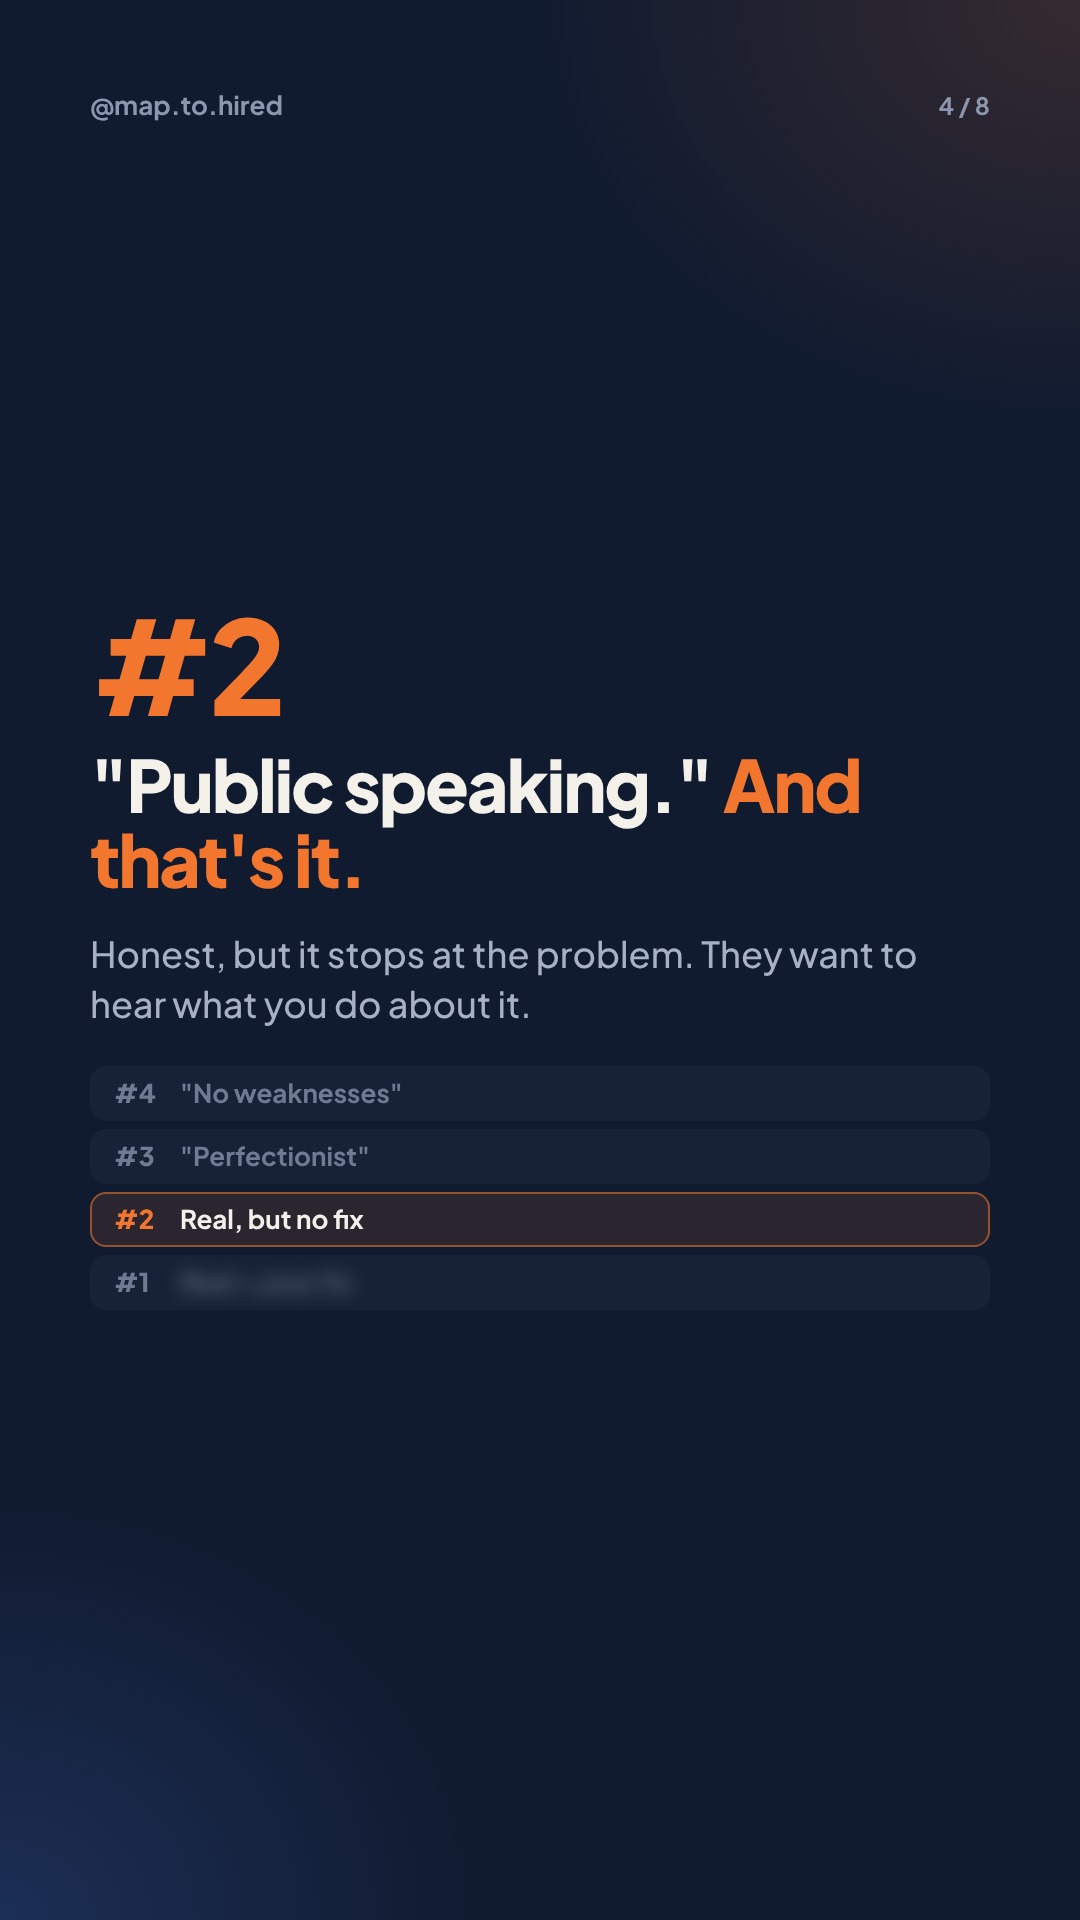 @map.to.hired
4 / 8
#2
"Public speaking." And
that's it.
Honest, but it stops at the problem. They want to
hear what you do about it.
#4 "No weaknesses"
#3 "Perfectionist"
#2 Real, but no fix
#1